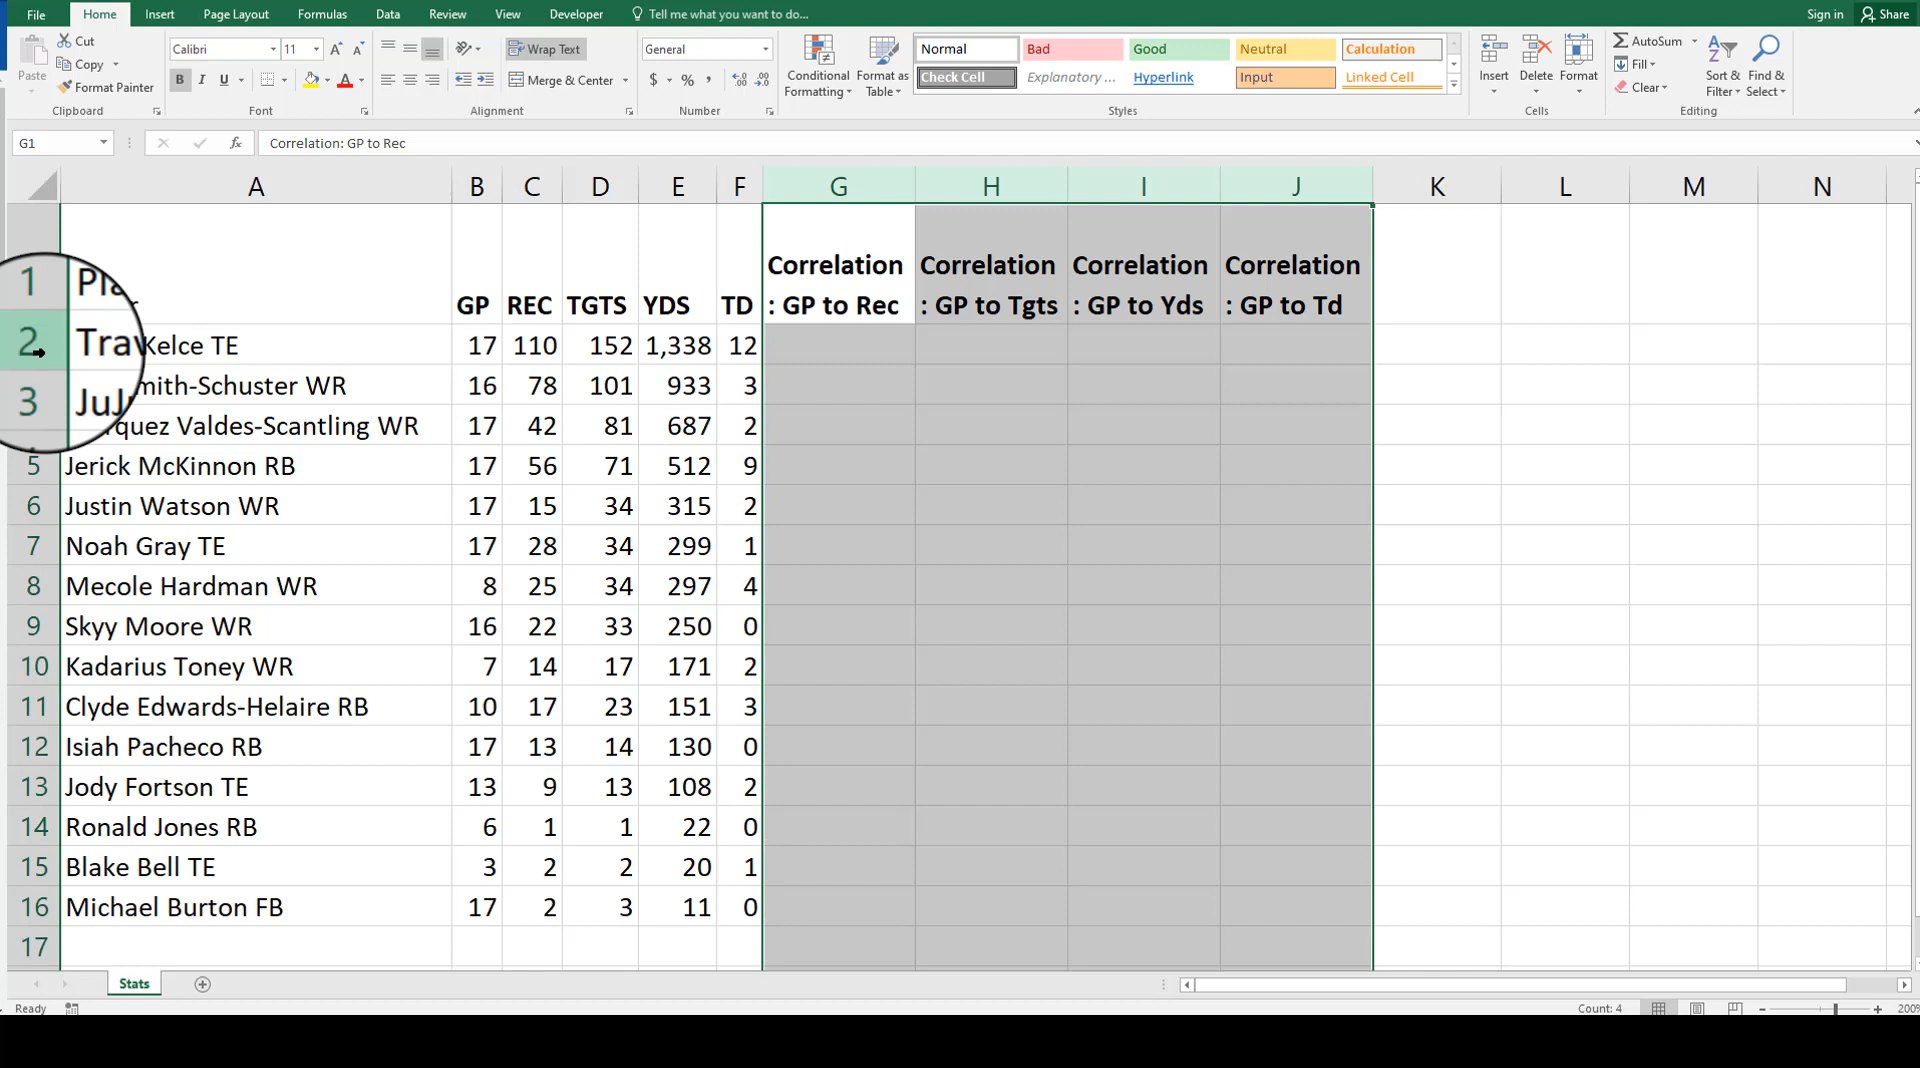 File Home Insert Page Layout Formulas Data Review View Developer Tell me what you want to do... Sign in Share
Cut Calibri 11 Wrap Text General Normal Bad Good Neutral Calculation AutoSum
Copy Fill
Paste Format Painter B I U Merge & Center $ % , Conditional Formatting Format as Table Check Cell Explanatory ... Hyperlink Input Linked Cell Insert Delete Format Clear Sort & Filter Find & Select
Clipboard Font Alignment Number Styles Cells Editing
G1 fx Correlation: GP to Rec
A B C D E F G H I J K L M N
1 Pla GP REC TGTS YDS TD Correlation : GP to Rec Correlation : GP to Tgts Correlation : GP to Yds Correlation : GP to Td
2 Trav Kelce TE 17 110 152 1,338 12
3 JuJu mith-Schuster WR 16 78 101 933 3
rquez Valdes-Scantling WR 17 42 81 687 2
5 Jerick McKinnon RB 17 56 71 512 9
6 Justin Watson WR 17 15 34 315 2
7 Noah Gray TE 17 28 34 299 1
8 Mecole Hardman WR 8 25 34 297 4
9 Skyy Moore WR 16 22 33 250 0
10 Kadarius Toney WR 7 14 17 171 2
11 Clyde Edwards-Helaire RB 10 17 23 151 3
12 Isiah Pacheco RB 17 13 14 130 0
13 Jody Fortson TE 13 9 13 108 2
14 Ronald Jones RB 6 1 1 22 0
15 Blake Bell TE 3 2 2 20 1
16 Michael Burton FB 17 2 3 11 0
17
Stats
Ready Count: 4 200%